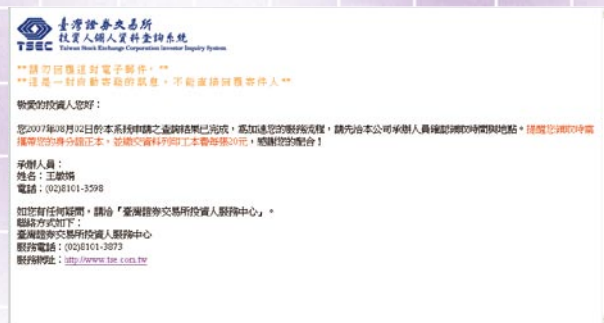 臺灣證券交易所
投資人個人資料查詢系統
TSEC Taiwan Stock Exchange Corporation Investor Inquiry System
**請勿回覆這封電子郵件。**
**這是一封自動寄發的訊息，不能直接回覆寄件人**
敬愛的投資人您好：
您2007年08月02日於本系統申請之查詢結果已完成，為加速您的服務流程，請先洽本公司承辦人員確認領取時間與地點。提醒您領取時需
攜帶您的身分證正本，並繳交資料列印工本費每張20元，感謝您的配合！
承辦人員：
姓名：王敏娟
電話：(02)8101-3598
如您有任何疑問，請洽「臺灣證券交易所投資人服務中心」。
聯絡方式如下：
臺灣證券交易所投資人服務中心
服務電話：(02)8101-3873
服務網址：http://www.tse.com.tw